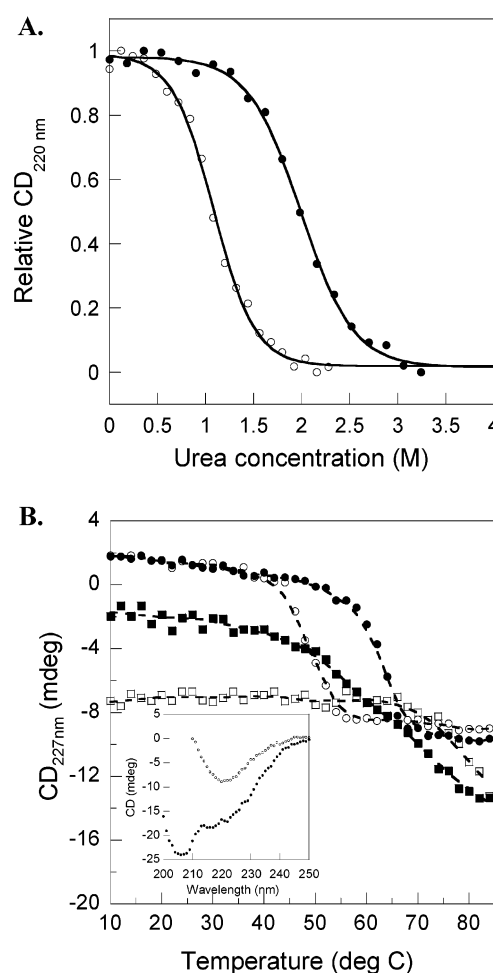 A.
1
0.8
0.6
0.4
0.2
0
Relative CD220 nm
0 0.5 1 1.5 2 2.5 3 3.5 4
Urea concentration (M)
B.
4
0
-4
-8
-12
-16
-20
CD227nm (mdeg)
0
-5
-10
-15
-20
-25
CD (mdeg)
200 210 220 230 240 250
Wavelength (nm)
10 20 30 40 50 60 70 80
Temperature (deg C)